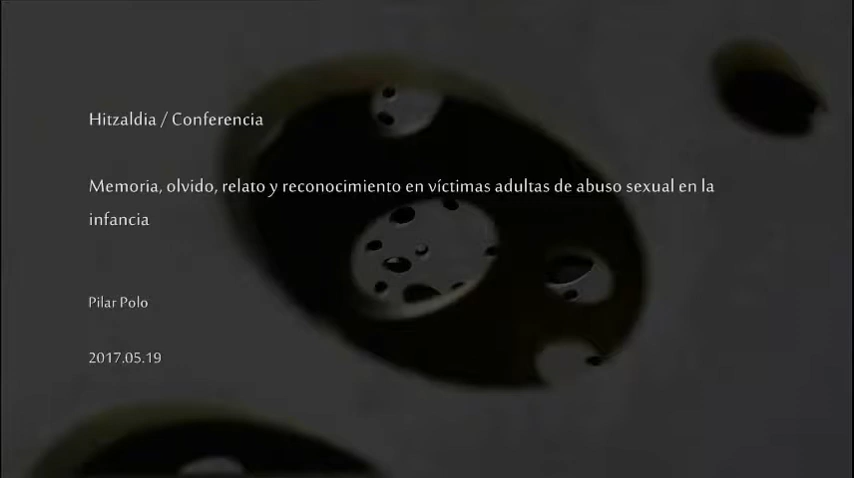 Hitzaldia / Conferencia
Memoria, olvido, relato y reconocimiento en víctimas adultas de abuso sexual en la
infancia
Pilar Polo
2017.05.19